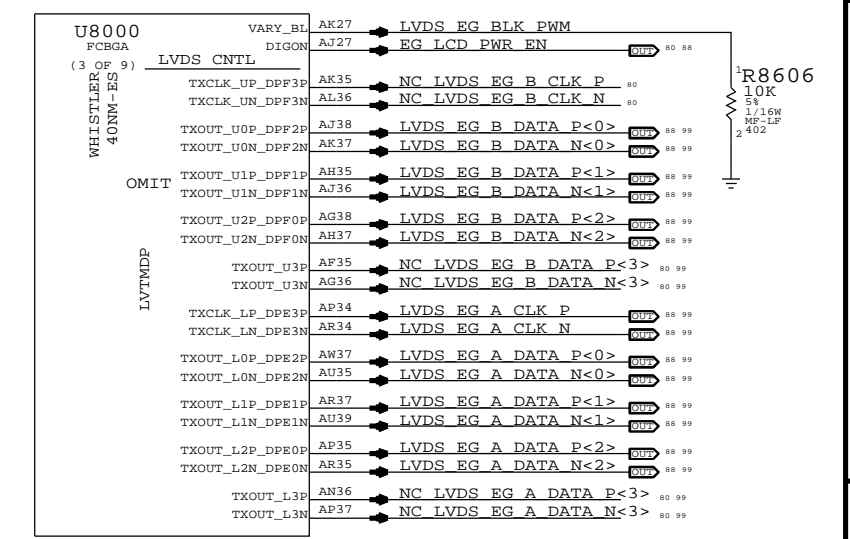 U8000
FCBGA
(3 OF 9)
LVDS CNTL
WHISTLER
40NM-ES
OMIT
LVTMDP
VARY_BL AK27 LVDS_EG_BLK_PWM
DIGON AJ27 EG_LCD_PWR_EN OUT 80 88
TXCLK_UP_DPF3P AK35 NC_LVDS_EG_B_CLK_P 80
TXCLK_UN_DPF3N AL36 NC_LVDS_EG_B_CLK_N 80
TXOUT_U0P_DPF2P AJ38 LVDS_EG_B_DATA_P<0> OUT 88 99
TXOUT_U0N_DPF2N AK37 LVDS_EG_B_DATA_N<0> OUT 88 99
TXOUT_U1P_DPF1P AH35 LVDS_EG_B_DATA_P<1> OUT 88 99
TXOUT_U1N_DPF1N AJ36 LVDS_EG_B_DATA_N<1> OUT 88 99
TXOUT_U2P_DPF0P AG38 LVDS_EG_B_DATA_P<2> OUT 88 99
TXOUT_U2N_DPF0N AH37 LVDS_EG_B_DATA_N<2> OUT 88 99
TXOUT_U3P AF35 NC_LVDS_EG_B_DATA_P<3> 80 99
TXOUT_U3N AG36 NC_LVDS_EG_B_DATA_N<3> 80 99
TXCLK_LP_DPE3P AP34 LVDS_EG_A_CLK_P OUT 88 99
TXCLK_LN_DPE3N AR34 LVDS_EG_A_CLK_N OUT 88 99
TXOUT_L0P_DPE2P AW37 LVDS_EG_A_DATA_P<0> OUT 88 99
TXOUT_L0N_DPE2N AU35 LVDS_EG_A_DATA_N<0> OUT 88 99
TXOUT_L1P_DPE1P AR37 LVDS_EG_A_DATA_P<1> OUT 88 99
TXOUT_L1N_DPE1N AU39 LVDS_EG_A_DATA_N<1> OUT 88 99
TXOUT_L2P_DPE0P AP35 LVDS_EG_A_DATA_P<2> OUT 88 99
TXOUT_L2N_DPE0N AR35 LVDS_EG_A_DATA_N<2> OUT 88 99
TXOUT_L3P AN36 NC_LVDS_EG_A_DATA_P<3> 80 99
TXOUT_L3N AP37 NC_LVDS_EG_A_DATA_N<3> 80 99
1
R8606
10K
5%
1/16W
MF-LF
2 402